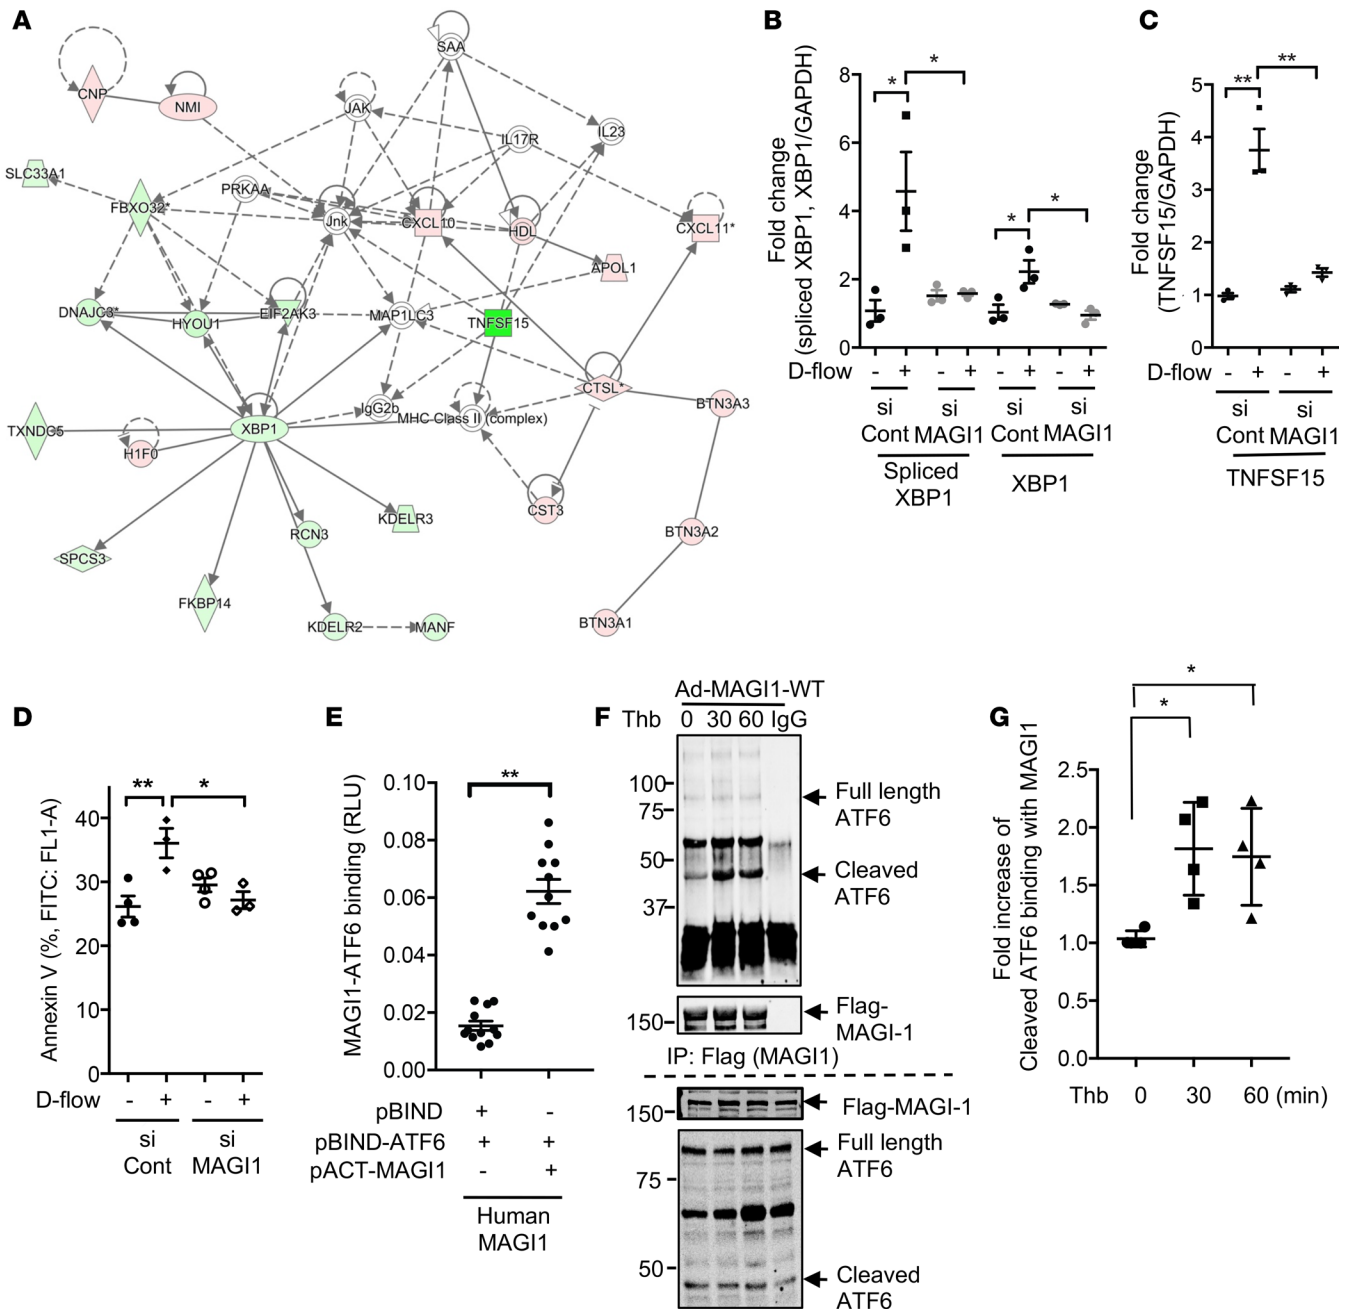 A
SAA
CNP
NMI
JAK
IL17R
IL23
SLC33A1
FBXO32*
PRKAA
Jnk
CXCL10
HDL
CXCL11*
APOL1
DNAJC3*
HYOU1
EIF2AK3
MAP1LC3
TNFSF15
CTSL*
IgG2b
MHC Class II (complex)
BTN3A3
TXNDC5
XBP1
H1F0
CST3
KDELR3
RCN3
BTN3A2
SPCS3
FKBP14
KDELR2
MANF
BTN3A1
B
Fold change
(spliced XBP1, XBP1/GAPDH)
8
6
4
2
0
* * * *
D-flow - + - + - + - +
si si si si
Cont MAGI1 Cont MAGI1
Spliced
XBP1
XBP1
C
Fold change
(TNFSF15/GAPDH)
5
4
3
2
1
0
** **
D-flow - + - +
si si
Cont MAGI1
TNFSF15
D
Annexin V (%, FITC: FL1-A)
40
30
20
10
0
** *
D-flow - + - +
si si
Cont MAGI1
E
MAGI1-ATF6 binding (RLU)
0.10
0.08
0.06
0.04
0.02
0.00
**
pBIND + -
pBIND-ATF6 + +
pACT-MAGI1 - +
Human
MAGI1
F
Ad-MAGI1-WT
Thb 0 30 60 IgG
100
75
50
37
Full length
ATF6
Cleaved
ATF6
150
Flag-
MAGI-1
IP: Flag (MAGI1)
150
Flag-MAGI-1
Full length
ATF6
75
50
Cleaved
ATF6
G
Fold increase of
Cleaved ATF6 binding with MAGI1
2.5
2.0
1.5
1.0
0.5
0.0
*
*
Thb 0 30 60 (min)